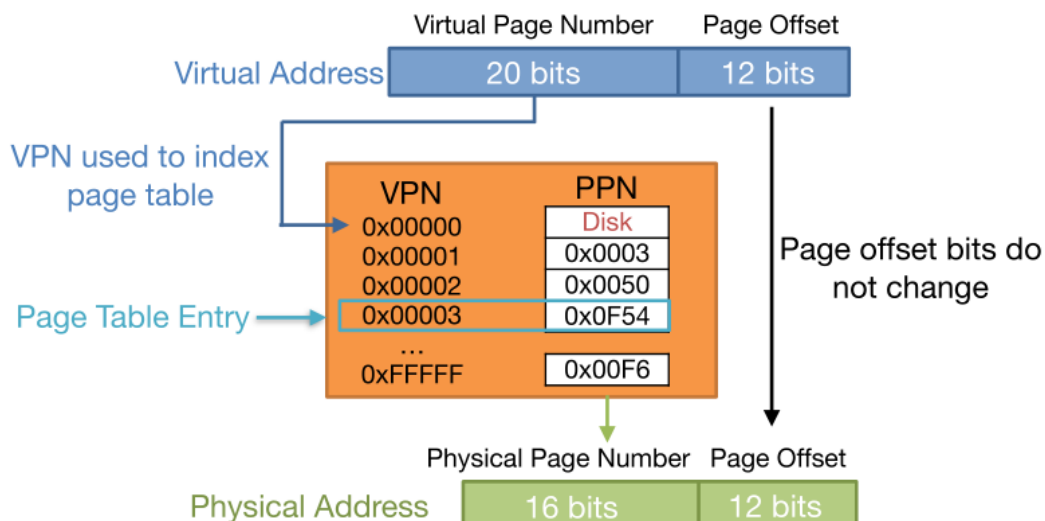 Virtual Page Number Page Offset
Virtual Address 20 bits 12 bits
VPN used to index
page table
VPN PPN
0x00000 Disk
0x00001 0x0003
0x00002 0x0050
Page Table Entry 0x00003 0x0F54
...
0xFFFFF 0x00F6
Page offset bits do
not change
Physical Page Number Page Offset
Physical Address 16 bits 12 bits